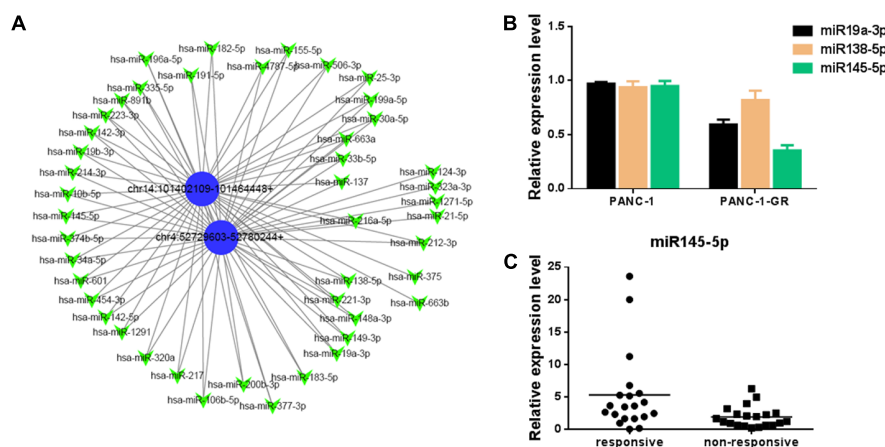 A
hsa-miR-182-5p
hsa-miR-155-5p
hsa-miR-196a-5p
hsa-miR-4787-5p
hsa-miR-506-3p
hsa-miR-191-5p
hsa-miR-25-3p
hsa-miR-335-5p
hsa-miR-891b
hsa-miR-199a-5p
hsa-miR-223-3p
hsa-miR-30a-5p
hsa-miR-142-3p
hsa-miR-663a
hsa-miR-19b-3p
hsa-miR-33b-5p
hsa-miR-124-3p
hsa-miR-214-3p
hsa-miR-137
hsa-miR-323a-3p
chr14:101402109-101464448+
hsa-miR-10b-5p
hsa-miR-1271-5p
hsa-miR-145-5p
hsa-miR-216a-5p
hsa-miR-21-5p
hsa-miR-374b-5p
chr4:52729603-52780244+
hsa-miR-212-3p
hsa-miR-34a-5p
hsa-miR-601
hsa-miR-138-5p
hsa-miR-375
hsa-miR-454-3p
hsa-miR-221-3p
hsa-miR-663b
hsa-miR-142-5p
hsa-miR-148a-3p
hsa-miR-1291
hsa-miR-149-3p
hsa-miR-320a
hsa-miR-19a-3p
hsa-miR-217
hsa-miR-183-5p
hsa-miR-200b-3p
hsa-miR-106b-5p
hsa-miR-377-3p
B
Relative expression level
1.5
1.0
0.5
0.0
PANC-1
PANC-1-GR
miR19a-3p
miR138-5p
miR145-5p
C
miR145-5p
Relative expression level
25
20
15
10
5
0
responsive
non-responsive